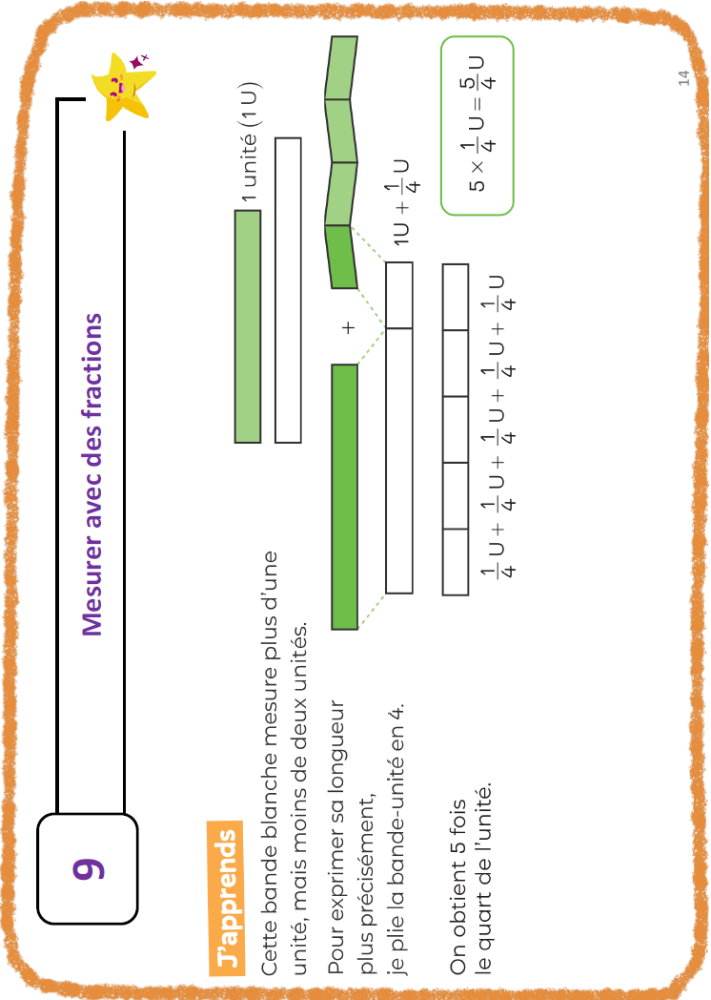 9
Mesurer avec des fractions
J'apprends
Cette bande blanche mesure plus d'une
unité, mais moins de deux unités.
1 unité (1 U)
Pour exprimer sa longueur
plus précisément,
je plie la bande-unité en 4.
+
1U + 1/4 U
On obtient 5 fois
le quart de l'unité.
1/4 U + 1/4 U + 1/4 U + 1/4 U + 1/4 U
5 × 1/4 U = 5/4 U
14